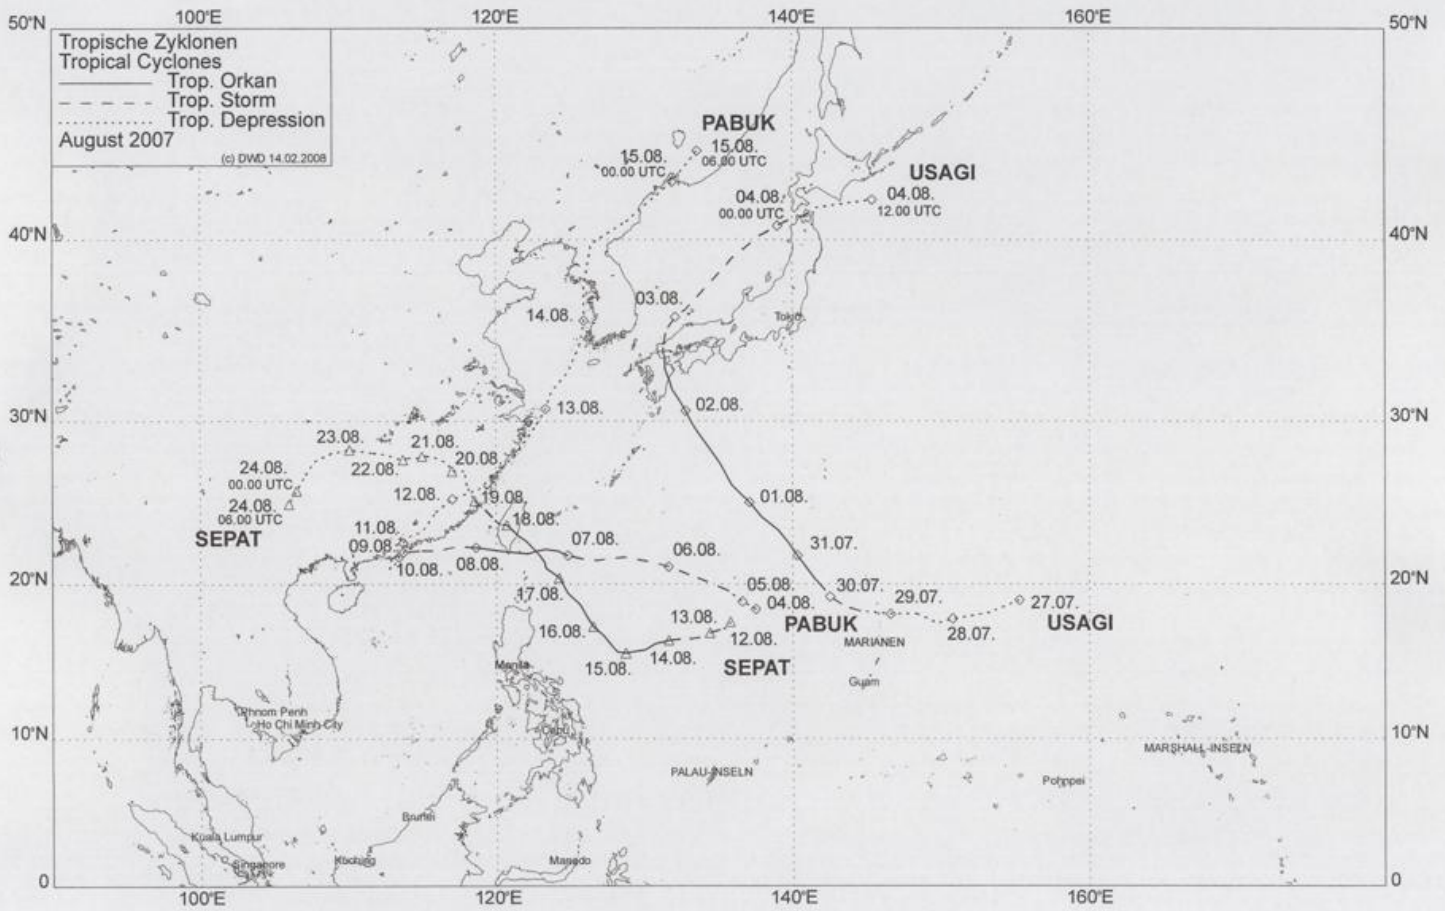 100°E 120°E 140°E 160°E
50°N 50°N
Tropische Zyklonen
Tropical Cyclones
Trop. Orkan
Trop. Storm
Trop. Depression
August 2007
(c) DWD 14.02.2008
PABUK
15.08. 15.08.
00.00 UTC 06.00 UTC
USAGI
04.08. 04.08.
00.00 UTC 12.00 UTC
40°N 40°N
03.08.
14.08. Tokio
30°N 13.08. 02.08. 30°N
23.08. 21.08.
22.08. 20.08.
24.08.
00.00 UTC
12.08. 19.08. 01.08.
24.08.
06.00 UTC
SEPAT
11.08. 18.08.
09.08. 07.08. 31.07.
10.08. 08.08. 06.08.
20°N 20°N
17.08. 05.08. 30.07.
04.08. 29.07. 27.07.
16.08. 13.08. PABUK 28.07. USAGI
12.08. MARIANEN
15.08. 14.08. SEPAT
Manila
Guam
Phnom Penh
Ho Chi Minh City
Cebu
10°N 10°N
MARSHALL-INSELN
PALAU-INSELN Pohnpei
Brunei
Kuala Lumpur
Singapore Kuching Manado
0 0
100°E 120°E 140°E 160°E